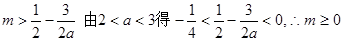 m > 1/2 - 3/(2a) 由2 < a < 3得 -1/4 < 1/2 - 3/(2a) < 0, ∴ m ≥ 0